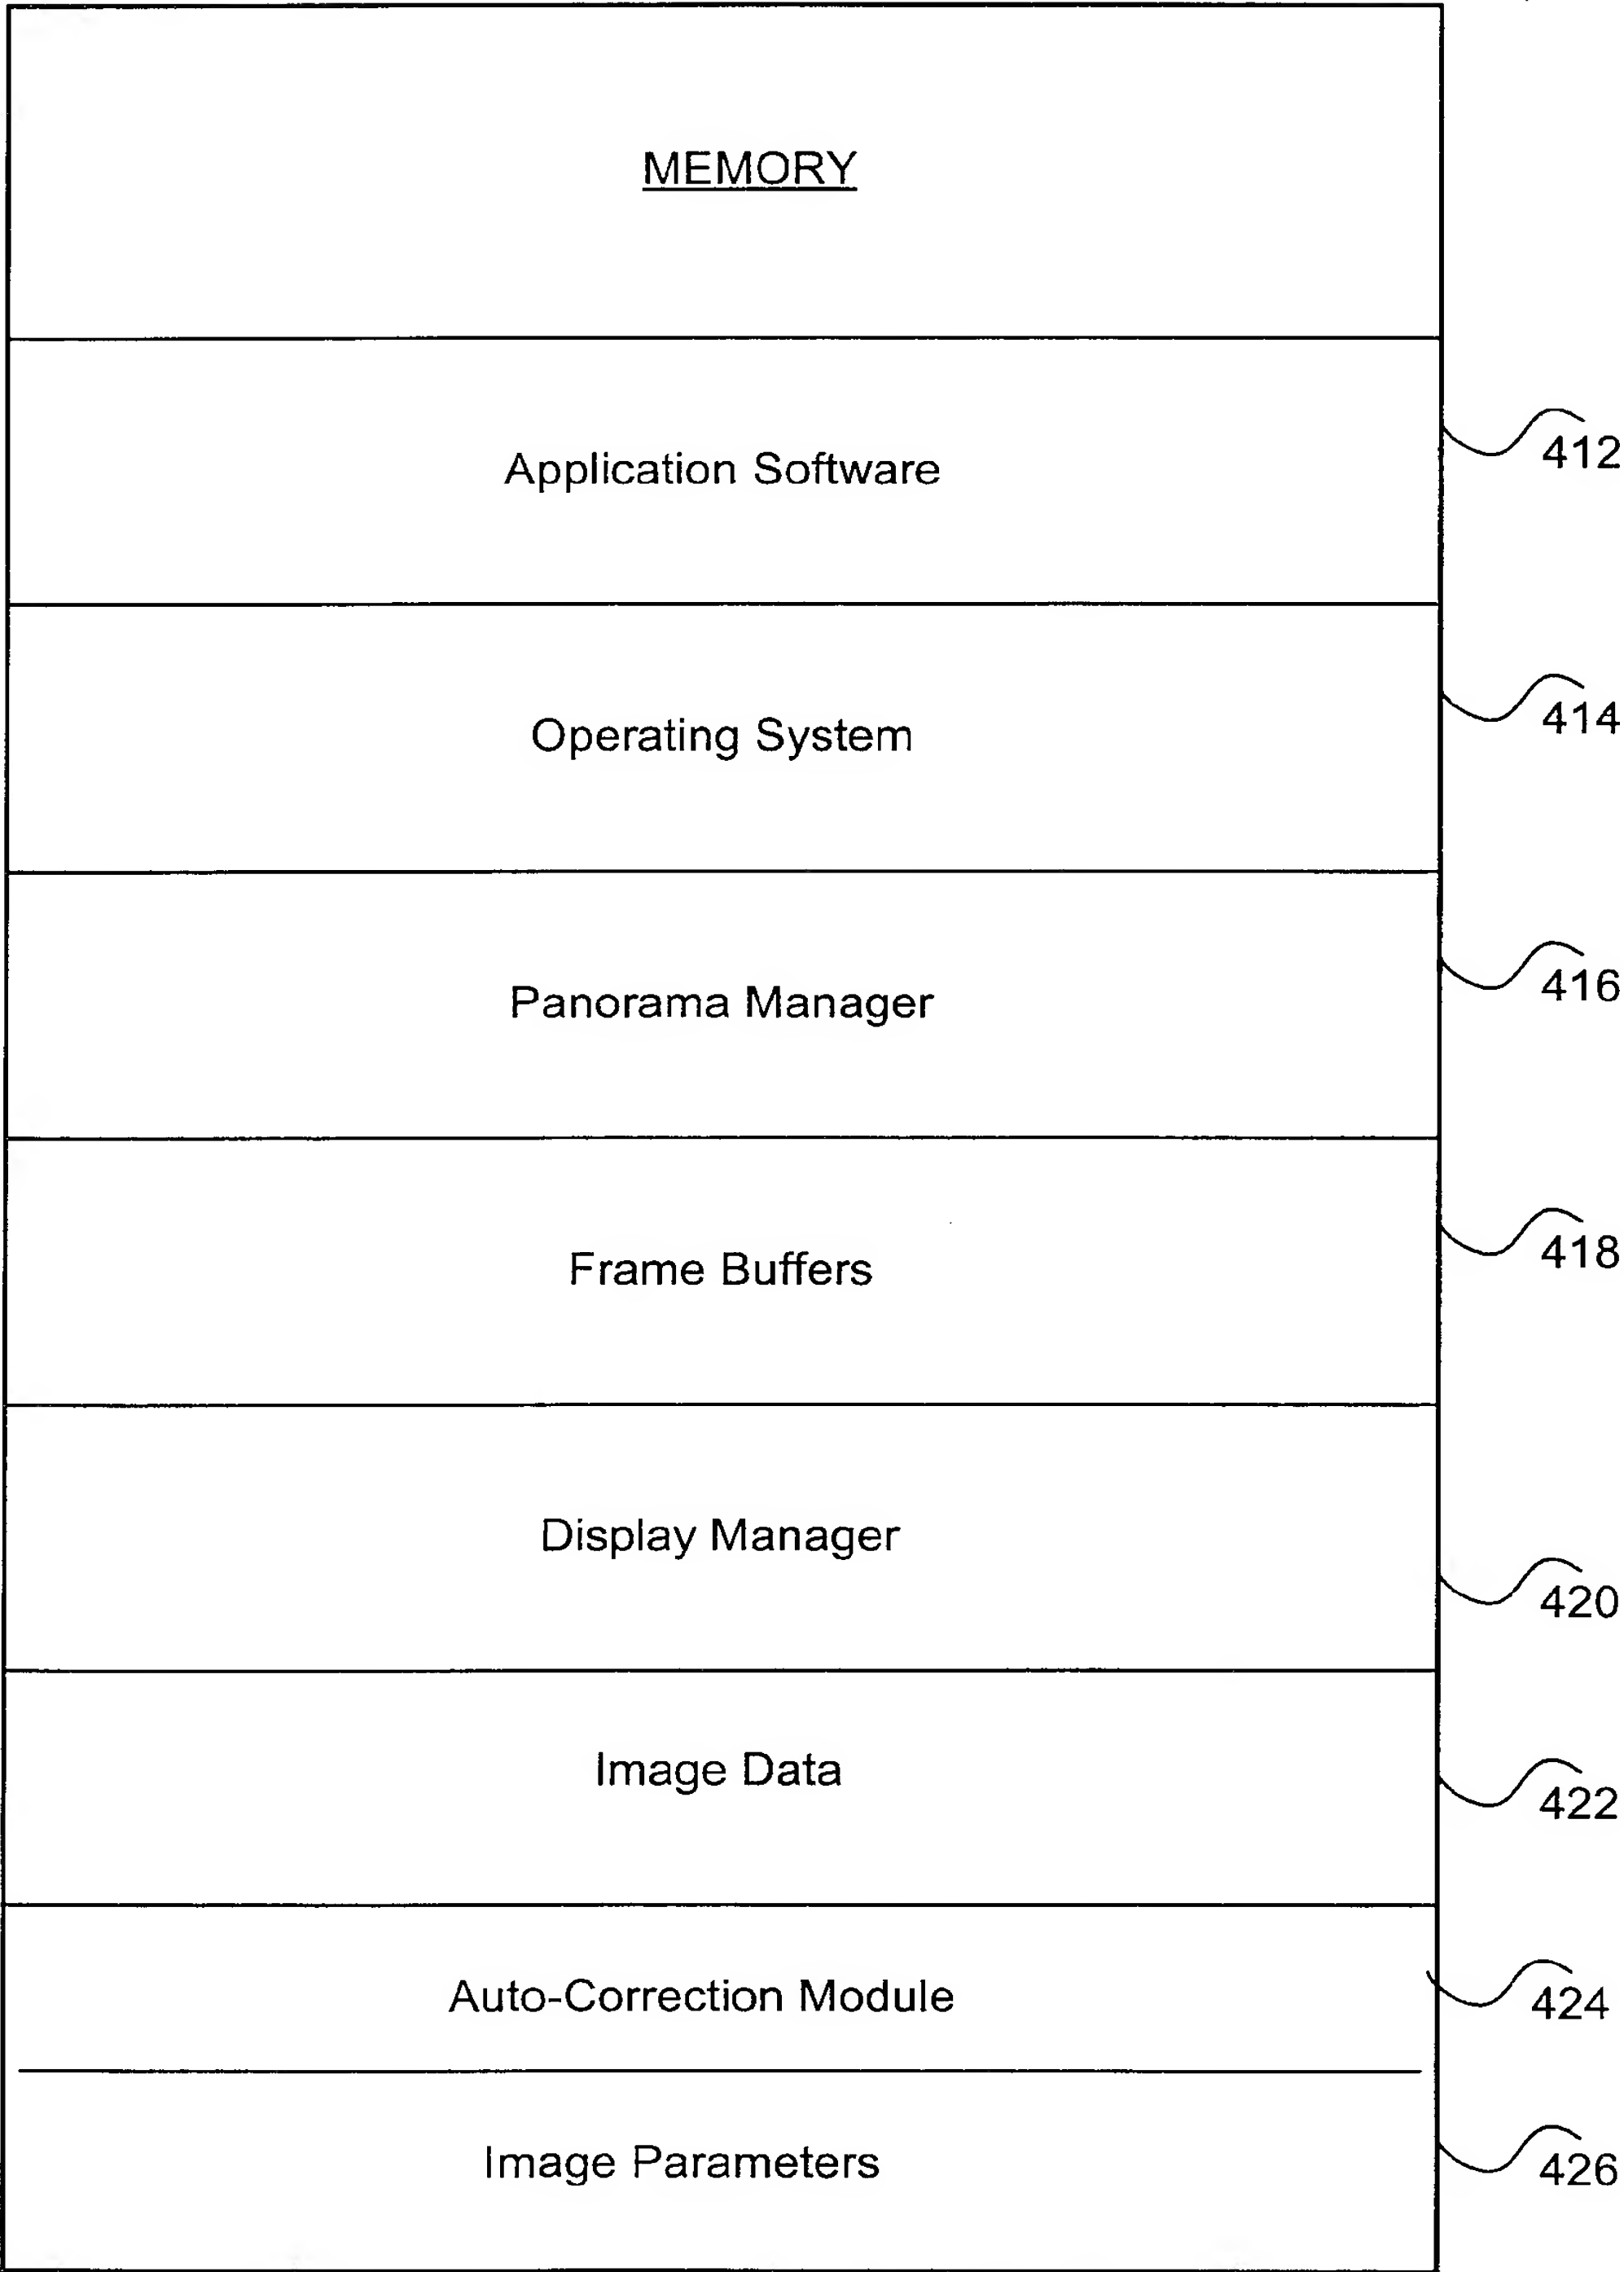 MEMORY
Application Software
412
Operating System
414
Panorama Manager
416
Frame Buffers
418
Display Manager
420
Image Data
422
Auto-Correction Module
424
Image Parameters
426